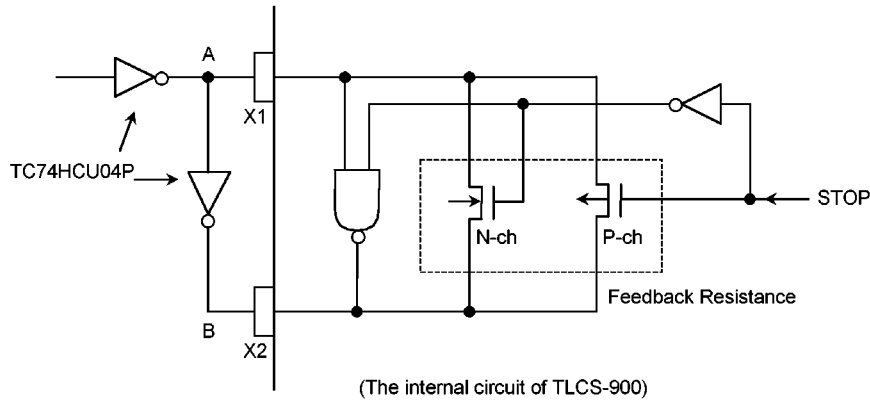 A
X1
TC74HCU04P
STOP
N-ch
P-ch
Feedback Resistance
B
X2
(The internal circuit of TLCS-900)